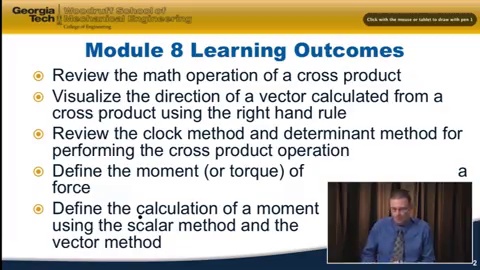 Georgia Tech
Woodruff School of
Mechanical Engineering
College of Engineering
Click with the mouse or tablet to draw with pen 1
Module 8 Learning Outcomes
Review the math operation of a cross product
Visualize the direction of a vector calculated from a
cross product using the right hand rule
Review the clock method and determinant method for
performing the cross product operation
Define the moment (or torque) of a
force
Define the calculation of a moment
using the scalar method and the
vector method
2